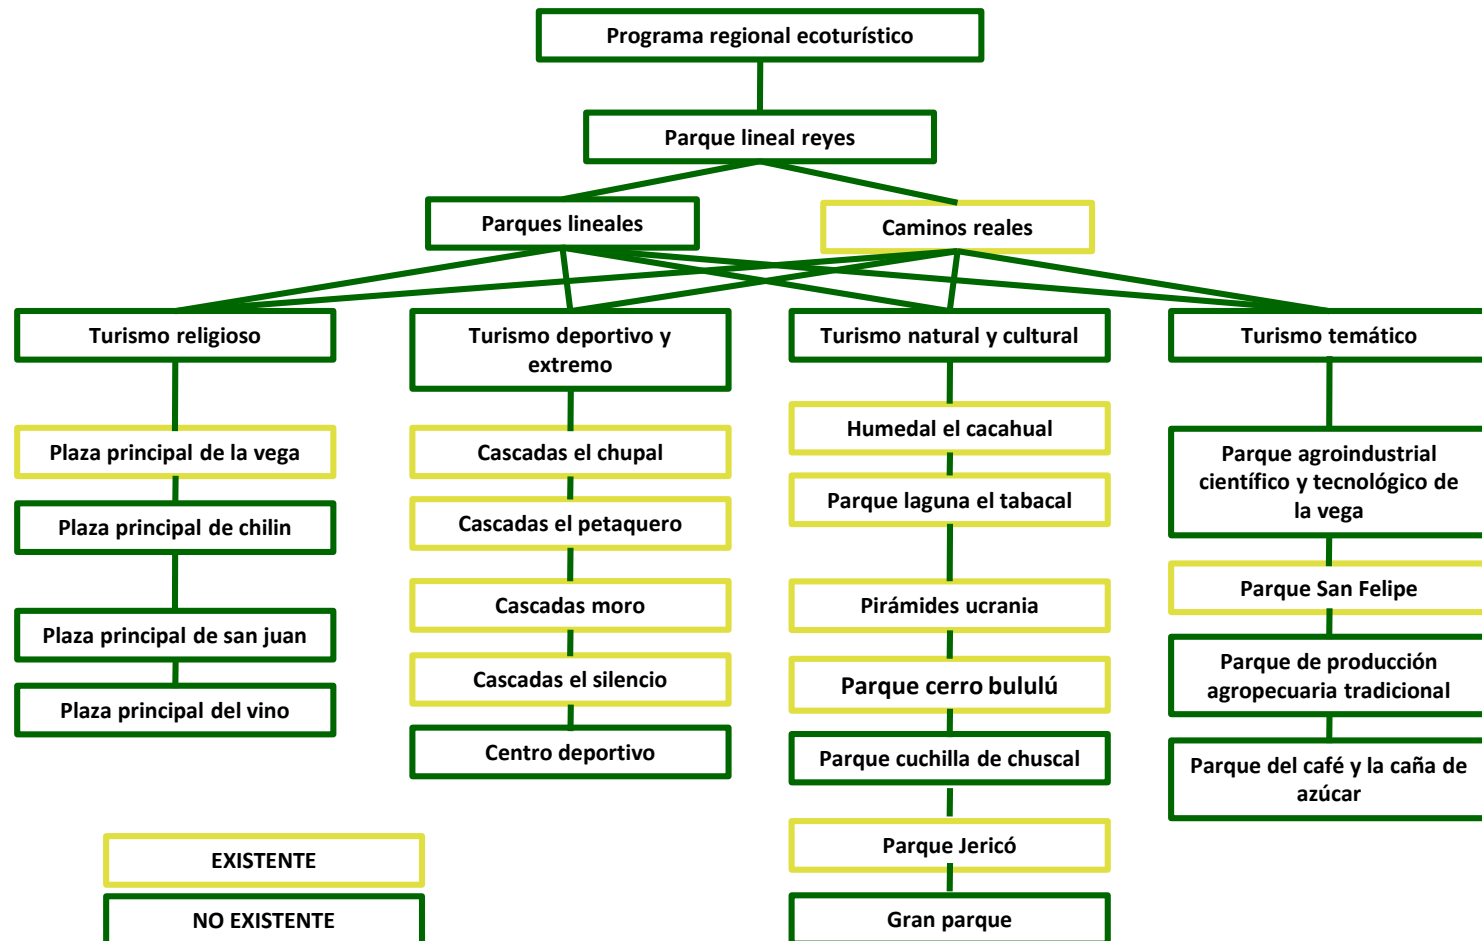 Programa regional ecoturístico
Parque lineal reyes
Parques lineales
Caminos reales
Turismo religioso
Plaza principal de la vega
Plaza principal de chilin
Plaza principal de san juan
Plaza principal del vino
Turismo deportivo y
extremo
Cascadas el chupal
Cascadas el petaquero
Cascadas moro
Cascadas el silencio
Centro deportivo
Turismo natural y cultural
Humedal el cacahual
Parque laguna el tabacal
Pirámides ucrania
Parque cerro bululú
Parque cuchilla de chuscal
Parque Jericó
Gran parque
Turismo temático
Parque agroindustrial
científico y tecnológico de
la vega
Parque San Felipe
Parque de producción
agropecuaria tradicional
Parque del café y la caña de
azúcar
EXISTENTE
NO EXISTENTE